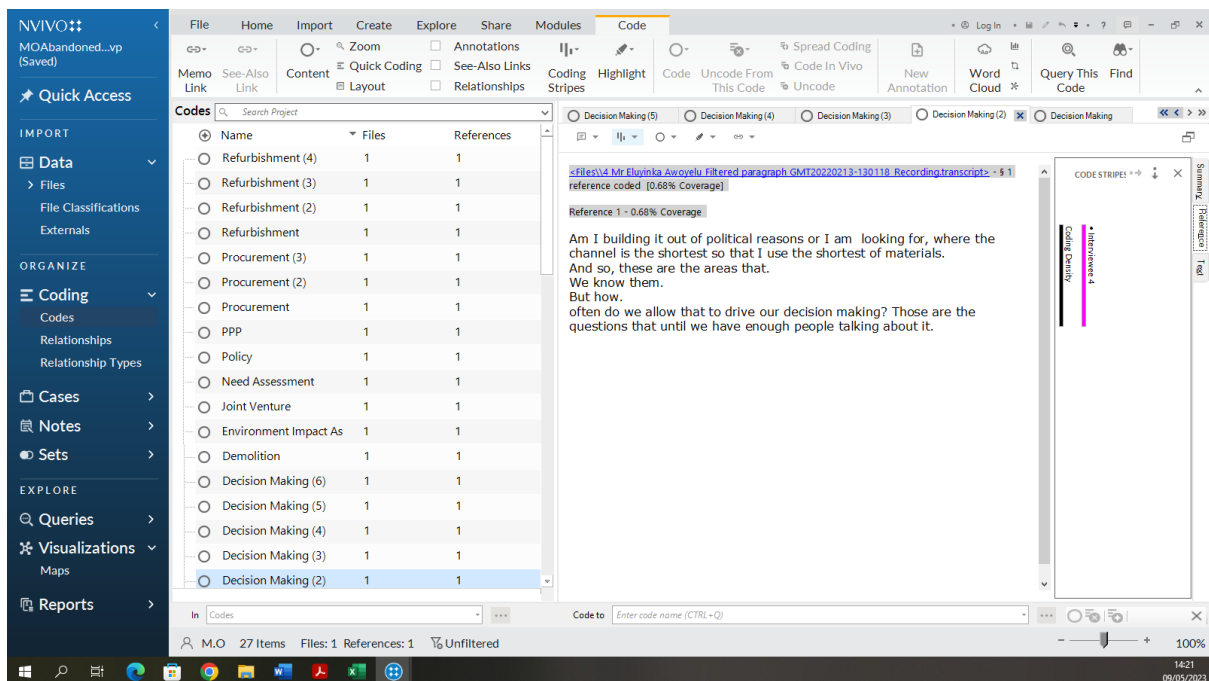 NVIVO
MOAbandoned...vp
(Saved)
Quick Access
IMPORT
Data
Files
File Classifications
Externals
ORGANIZE
Coding
Codes
Relationships
Relationship Types
Cases
Notes
Sets
EXPLORE
Queries
Visualizations
Maps
Reports
File Home Import Create Explore Share Modules Code
Log In
Memo Link
See-Also Link
Content
Zoom
Quick Coding
Layout
Annotations
See-Also Links
Relationships
Coding Stripes
Highlight
Code
Uncode From This Code
Spread Coding
Code In Vivo
Uncode
New Annotation
Word Cloud
Query This Code
Find
Codes Search Project
Name Files References
Refurbishment (4) 1 1
Refurbishment (3) 1 1
Refurbishment (2) 1 1
Refurbishment 1 1
Procurement (3) 1 1
Procurement (2) 1 1
Procurement 1 1
PPP 1 1
Policy 1 1
Need Assessment 1 1
Joint Venture 1 1
Environment Impact As 1 1
Demolition 1 1
Decision Making (6) 1 1
Decision Making (5) 1 1
Decision Making (4) 1 1
Decision Making (3) 1 1
Decision Making (2) 1 1
Decision Making (5) Decision Making (4) Decision Making (3) Decision Making (2) Decision Making
<Files\\4 Mr Eluyinka Awoyelu Filtered paragraph GMT20220213-130118_Recording.transcript> - § 1
reference coded [0.68% Coverage]
Reference 1 - 0.68% Coverage
Am I building it out of political reasons or I am looking for, where the
channel is the shortest so that I use the shortest of materials.
And so, these are the areas that.
We know them.
But how.
often do we allow that to drive our decision making? Those are the
questions that until we have enough people talking about it.
CODE STRIPES
Coding Density
Interviewee 4
Summary
Reference
Text
In Codes
Code to Enter code name (CTRL+Q)
M.O 27 Items Files: 1 References: 1 Unfiltered
100%
14:21
09/05/2023